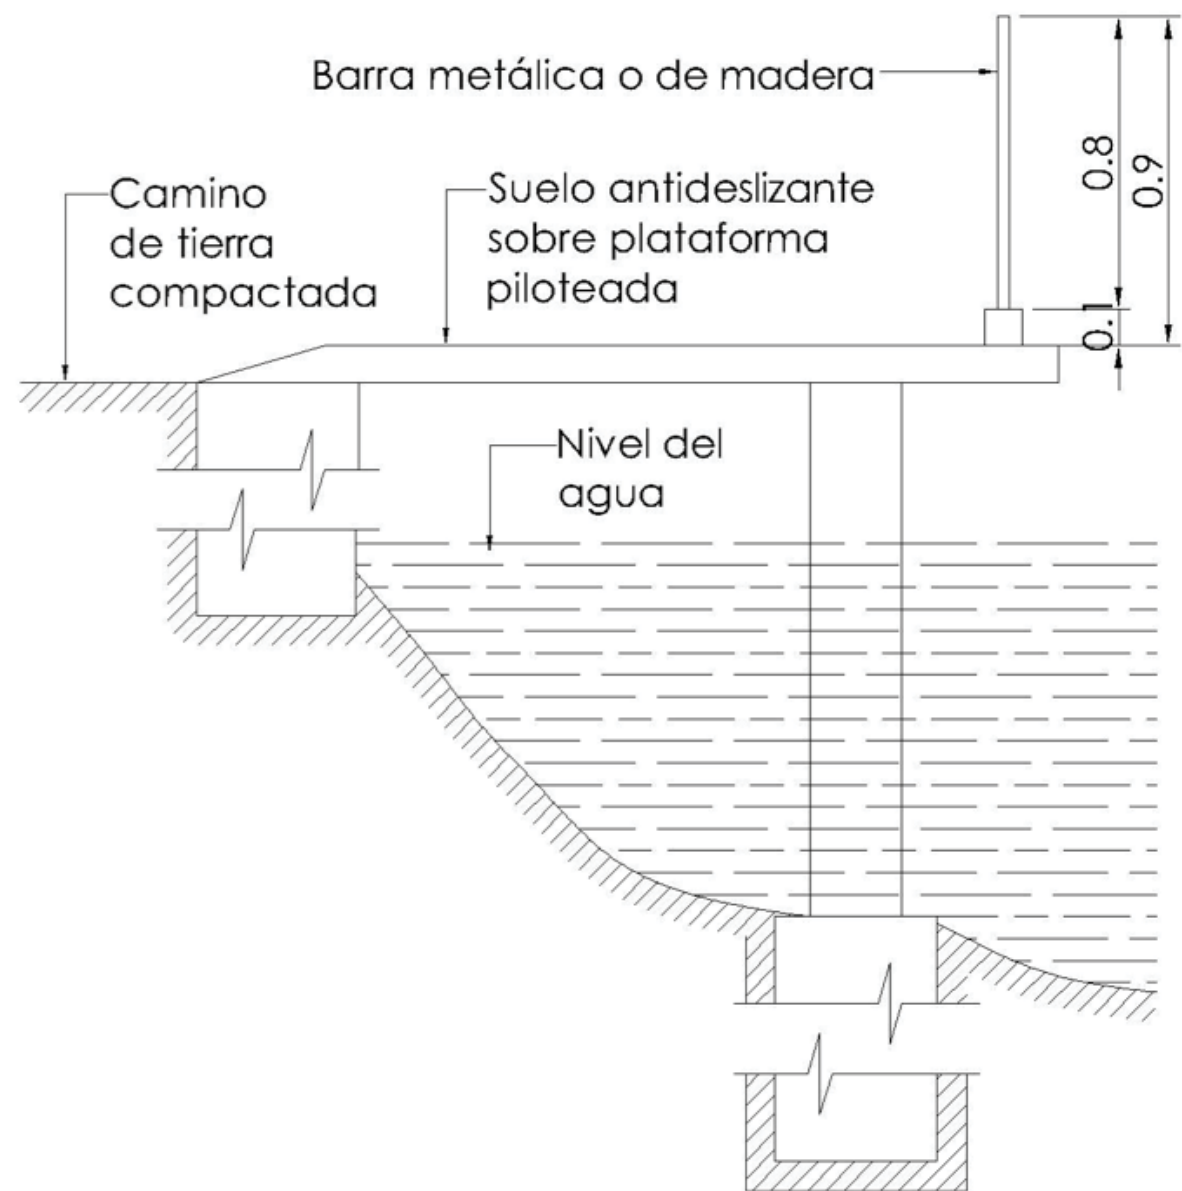 Barra metálica o de madera
0.8
0.9
Camino
de tierra
compactada
Suelo antideslizante
sobre plataforma
piloteada
0.1
Nivel del
agua